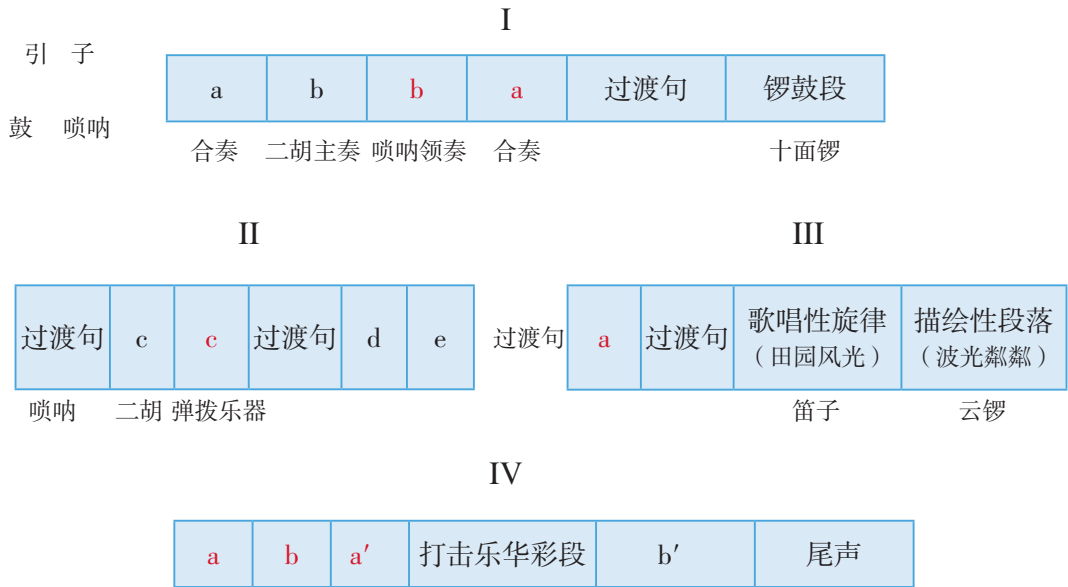 I
引 子
a b b a 过渡句 锣鼓段
鼓 唢呐
合奏 二胡主奏 唢呐领奏 合奏 十面锣
II
过渡句 c c 过渡句 d e
唢呐 二胡 弹拨乐器
过渡句
III
a 过渡句 歌唱性旋律 描绘性段落
（田园风光） （波光粼粼）
笛子 云锣
IV
a b a′ 打击乐华彩段 b′ 尾声